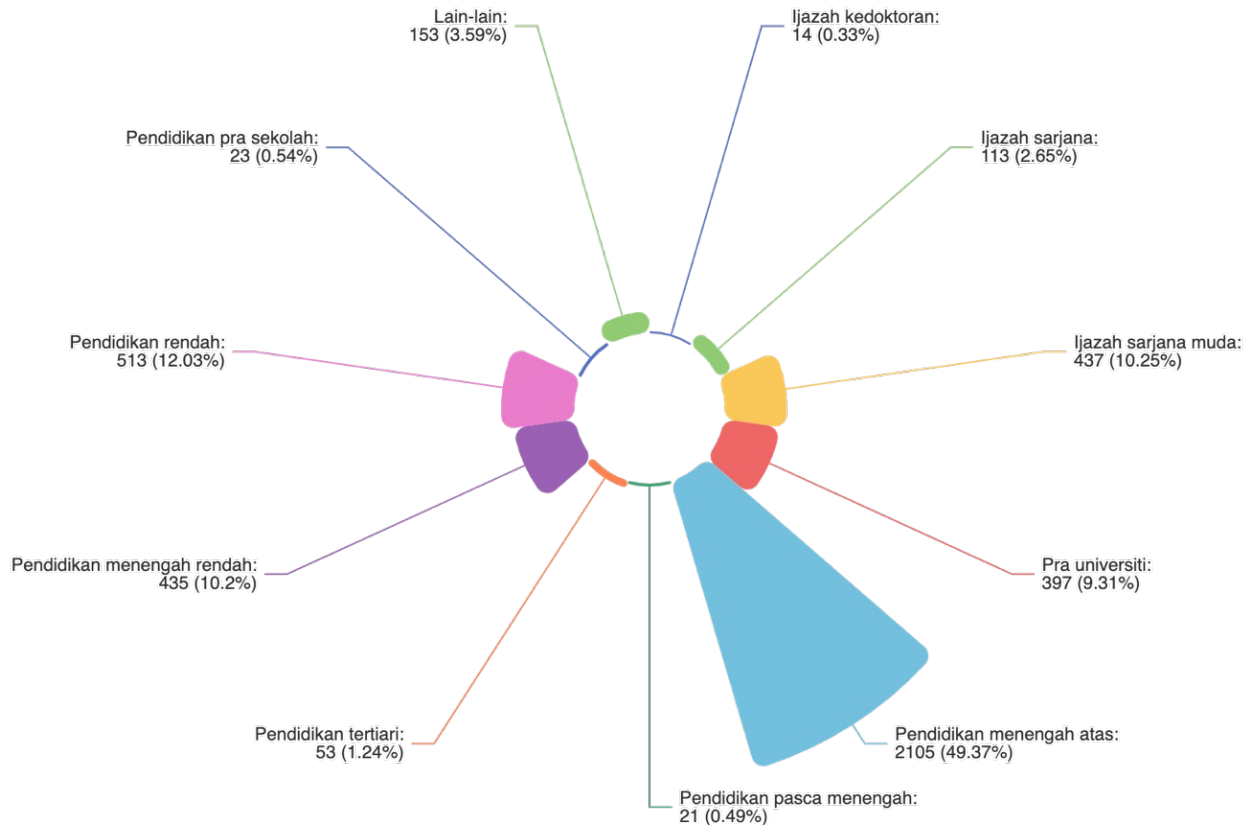 Lain-lain:
153 (3.59%)
Ijazah kedoktoran:
14 (0.33%)
Pendidikan pra sekolah:
23 (0.54%)
Ijazah sarjana:
113 (2.65%)
Pendidikan rendah:
513 (12.03%)
Ijazah sarjana muda:
437 (10.25%)
Pendidikan menengah rendah:
435 (10.2%)
Pra universiti:
397 (9.31%)
Pendidikan tertiari:
53 (1.24%)
Pendidikan menengah atas:
2105 (49.37%)
Pendidikan pasca menengah:
21 (0.49%)